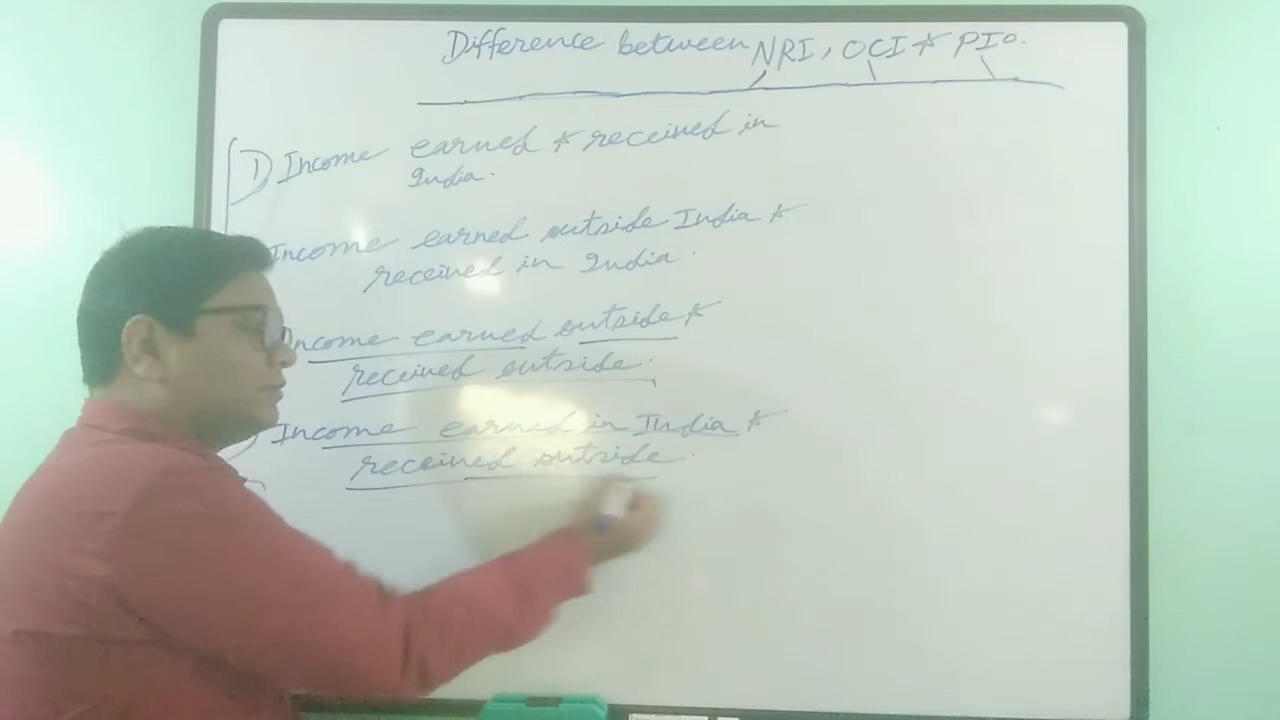 Difference between NRI, OCI & PIO.
1) Income earned & received in
India.
Income earned outside India &
received in India.
Income earned outside &
received outside.
Income earned in India &
received outside.